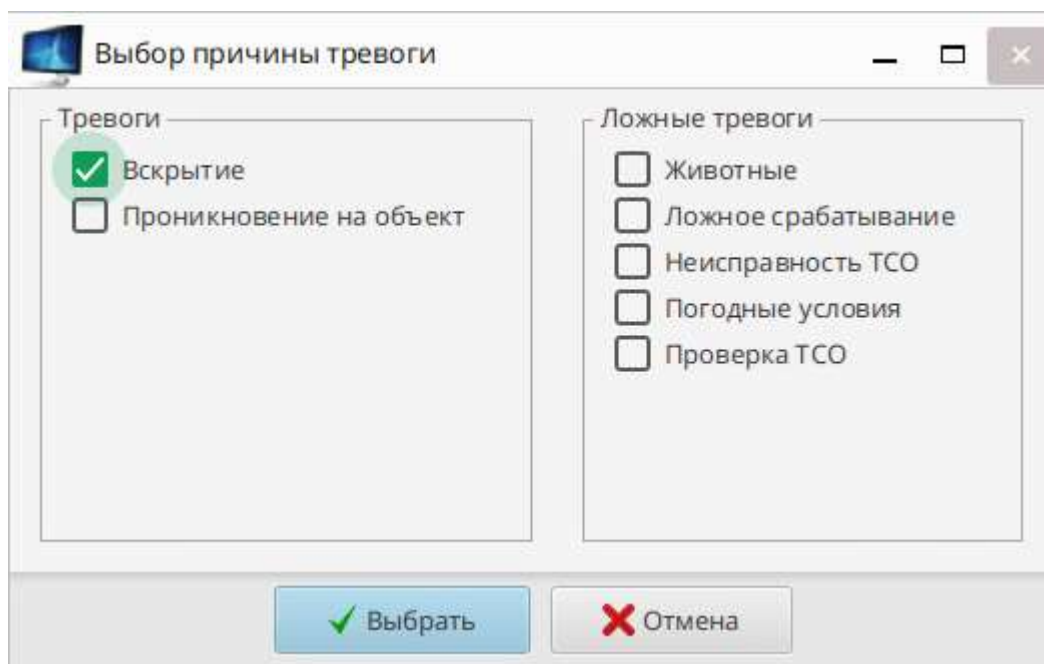 Выбор причины тревоги
Тревоги
Вскрытие
Проникновение на объект
Ложные тревоги
Животные
Ложное срабатывание
Неисправность ТСО
Погодные условия
Проверка ТСО
Выбрать
Отмена